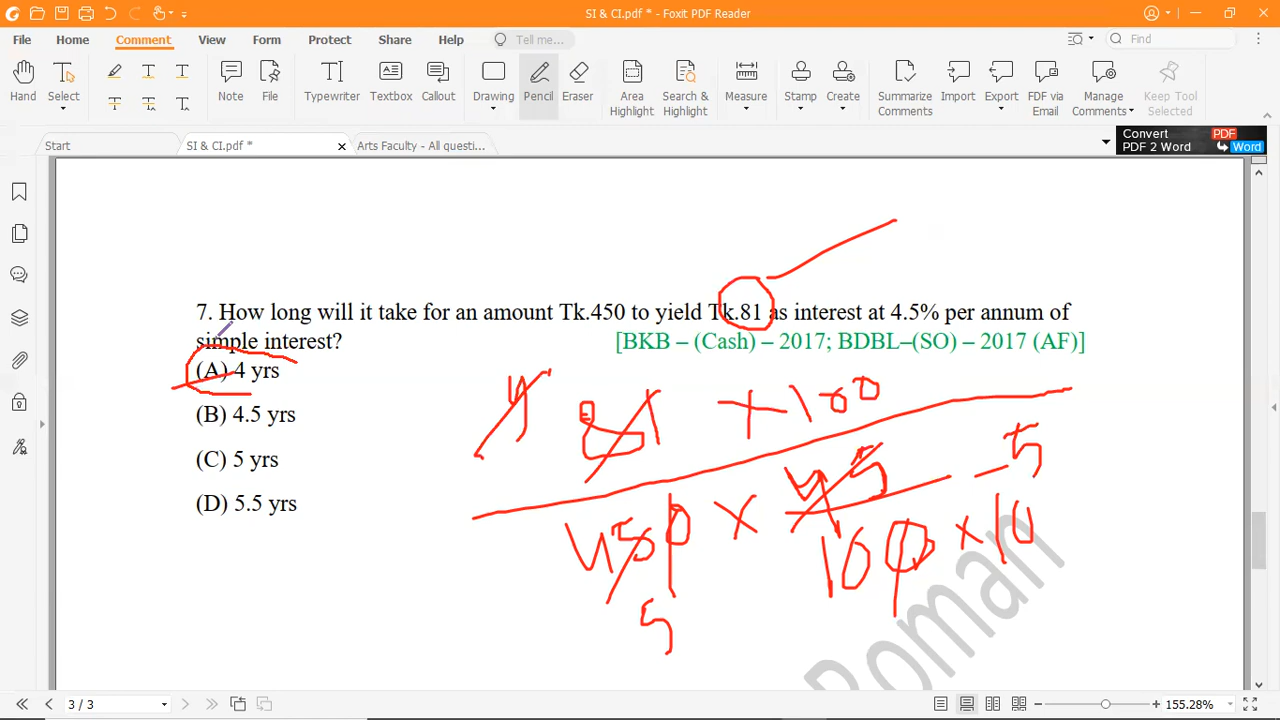 SI & CI.pdf * - Foxit PDF Reader
File Home Comment View Form Protect Share Help Tell me... Find
Hand Select Note File Typewriter Textbox Callout Drawing Pencil Eraser Area Highlight Search & Highlight Measure Stamp Create Summarize Comments Import Export PDF via Email Manage Comments Keep Tool Selected
Start SI & CI.pdf * Arts Faculty - All questi... Convert PDF 2 Word PDF Word
7. How long will it take for an amount Tk.450 to yield Tk.81 as interest at 4.5% per annum of
simple interest? [BKB – (Cash) – 2017; BDBL–(SO) – 2017 (AF)]
(A) 4 yrs
(B) 4.5 yrs
(C) 5 yrs
(D) 5.5 yrs
81 × 100
450 × 45
100 × 10
5
5
Roman
3 / 3 155.28%